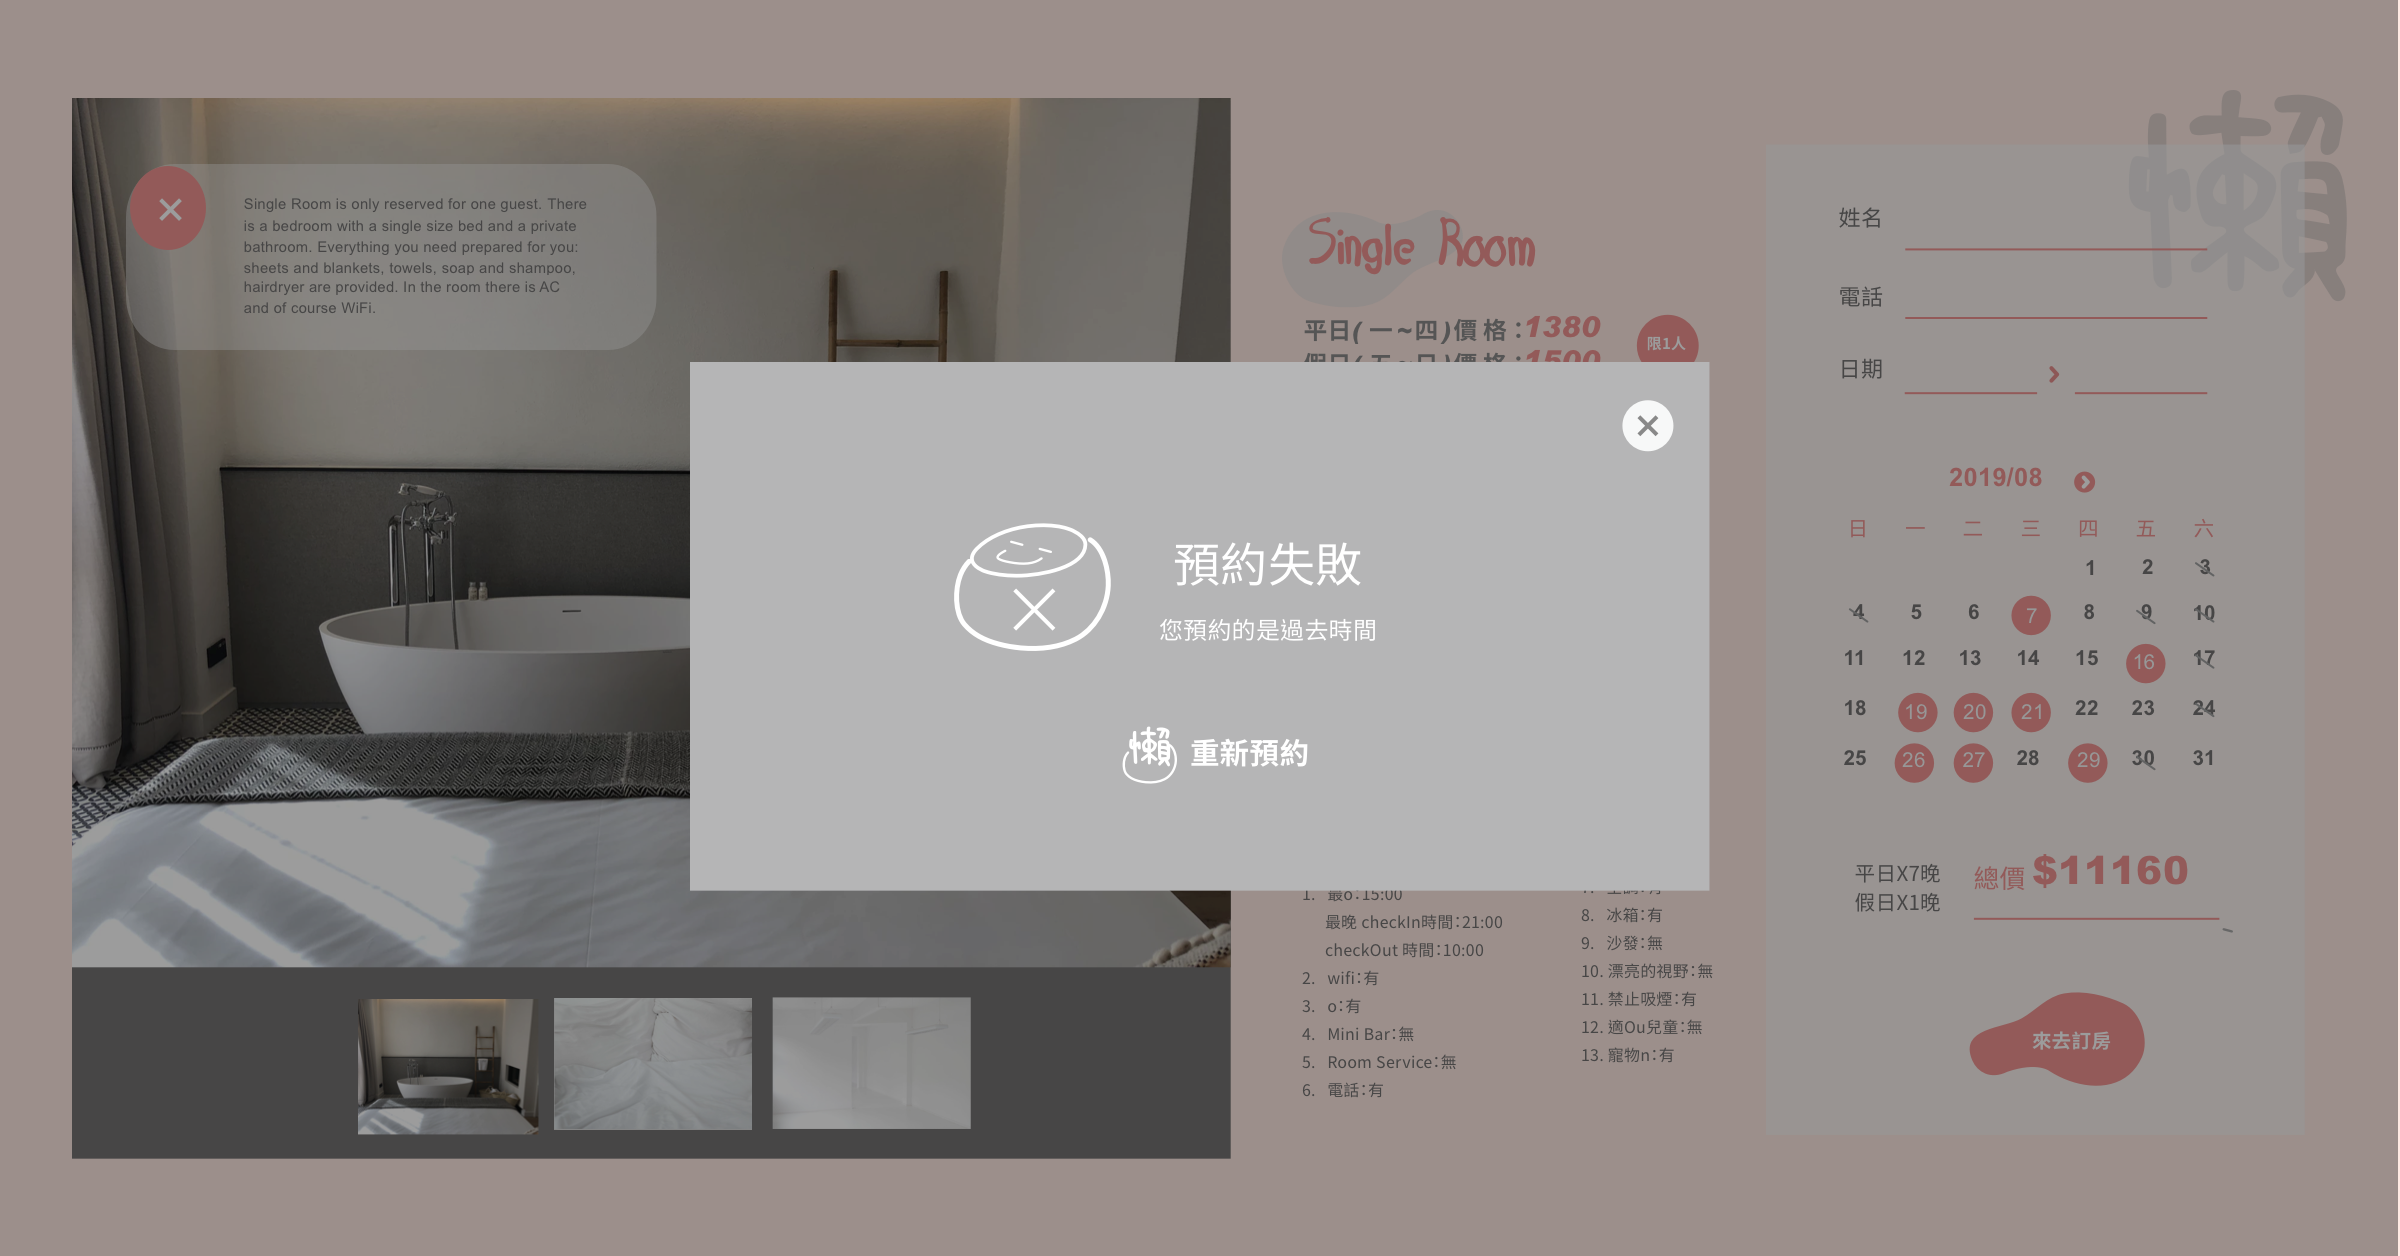 Single Room is only reserved for one guest. There
is a bedroom with a single size bed and a private
bathroom. Everything you need prepared for you:
sheets and blankets, towels, soap and shampoo,
hairdryer are provided. In the room there is AC
and of course WiFi.
Single Room
平日(一~四)價格:1380
假日(五~日)價格:1500
限1人
預約失敗
您預約的是過去時間
懶 重新預約
1. 最o:15:00
最晚 checkIn時間:21:00
checkOut 時間:10:00
2. wifi:有
3. o:有
4. Mini Bar:無
5. Room Service:無
6. 電話:有
8. 冰箱:有
9. 沙發:無
10. 漂亮的視野:無
11. 禁止吸煙:有
12. 適Ou兒童:無
13. 寵物n:有
懶
姓名
電話
日期
2019/08
日 一 二 三 四 五 六
1 2 3
4 5 6 7 8 9 10
11 12 13 14 15 16 17
18 19 20 21 22 23 24
25 26 27 28 29 30 31
平日X7晚
假日X1晚
總價 $11160
來去訂房